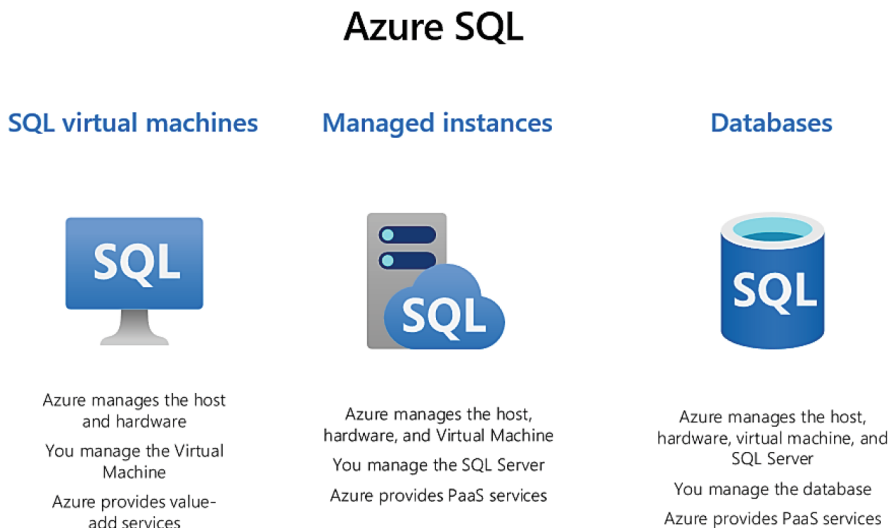 Azure SQL
SQL virtual machines
SQL
Azure manages the host
and hardware
You manage the Virtual
Machine
Azure provides value-
add services
Managed instances
SQL
Azure manages the host,
hardware, and Virtual Machine
You manage the SQL Server
Azure provides PaaS services
Databases
SQL
Azure manages the host,
hardware, virtual machine, and
SQL Server
You manage the database
Azure provides PaaS services